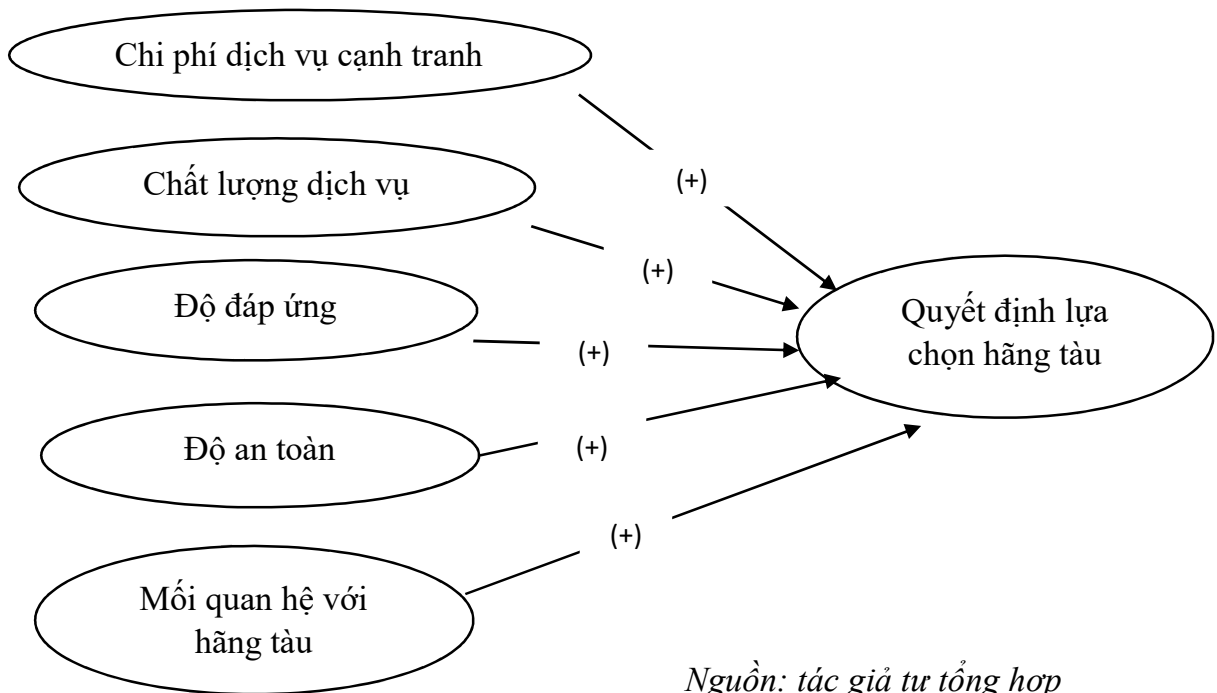 Chi phí dịch vụ cạnh tranh
(+)
Chất lượng dịch vụ
(+)
Độ đáp ứng
(+)
Quyết định lựa
chọn hãng tàu
Độ an toàn
(+)
(+)
Mối quan hệ với
hãng tàu
Nguồn: tác giả tự tổng hợp